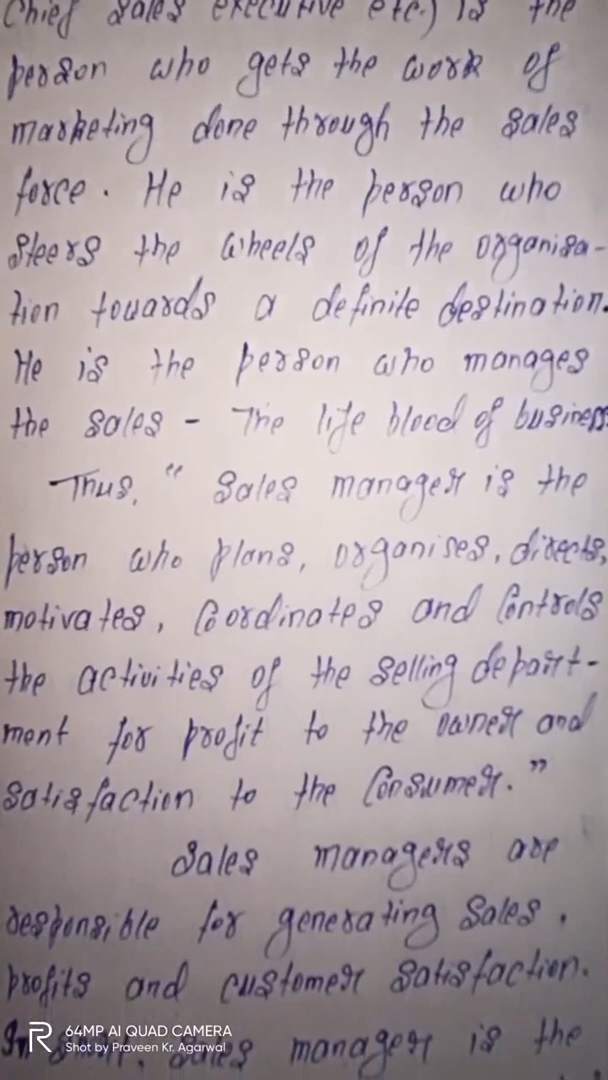 Chief Sales executive etc.) is the
person who gets the work of
marketing done through the sales
force. He is the person who
steers the wheels of the organisa-
tion towards a definite destination.
He is the person who manages
the sales - The life blood of business.
Thus, " Sales manager is the
person who plans, organises, directs,
motivates, Coordinates and Controls
the activities of the selling depart-
ment for profit to the owner and
satisfaction to the Consumer."
Sales managers are
responsible for generating Sales,
profits and customer satisfaction.
In short, Sales manager is the
64MP AI QUAD CAMERA
Shot by Praveen Kr. Agarwal